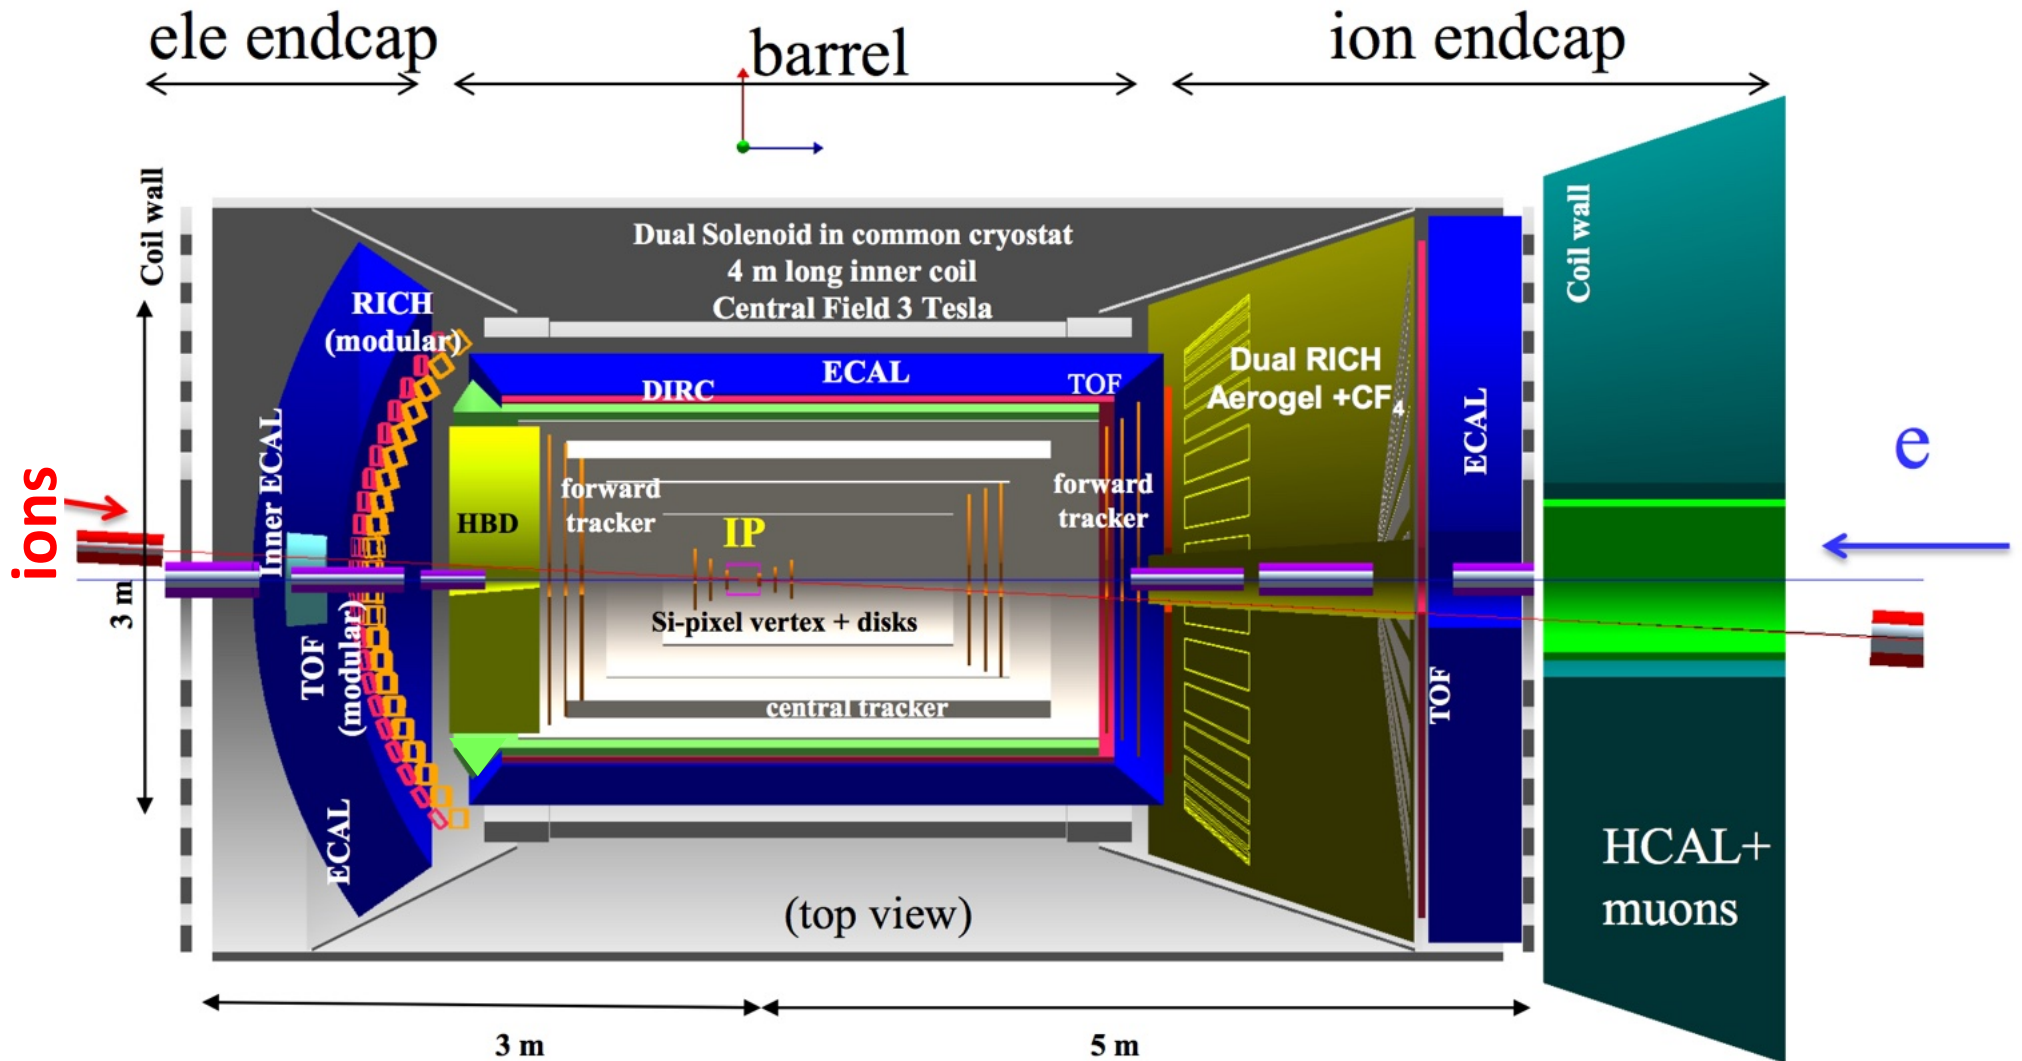 ele endcap
barrel
ion endcap
Coil wall
Dual Solenoid in common cryostat
4 m long inner coil
Central Field 3 Tesla
Coil wall
RICH
(modular)
ECAL
DIRC
TOF
Dual RICH
Aerogel +CF4
ECAL
e
ions
Inner ECAL
HBD
forward
tracker
IP
forward
tracker
3 m
TOF
(modular)
Si-pixel vertex + disks
central tracker
TOF
ECAL
HCAL+
muons
(top view)
3 m
5 m